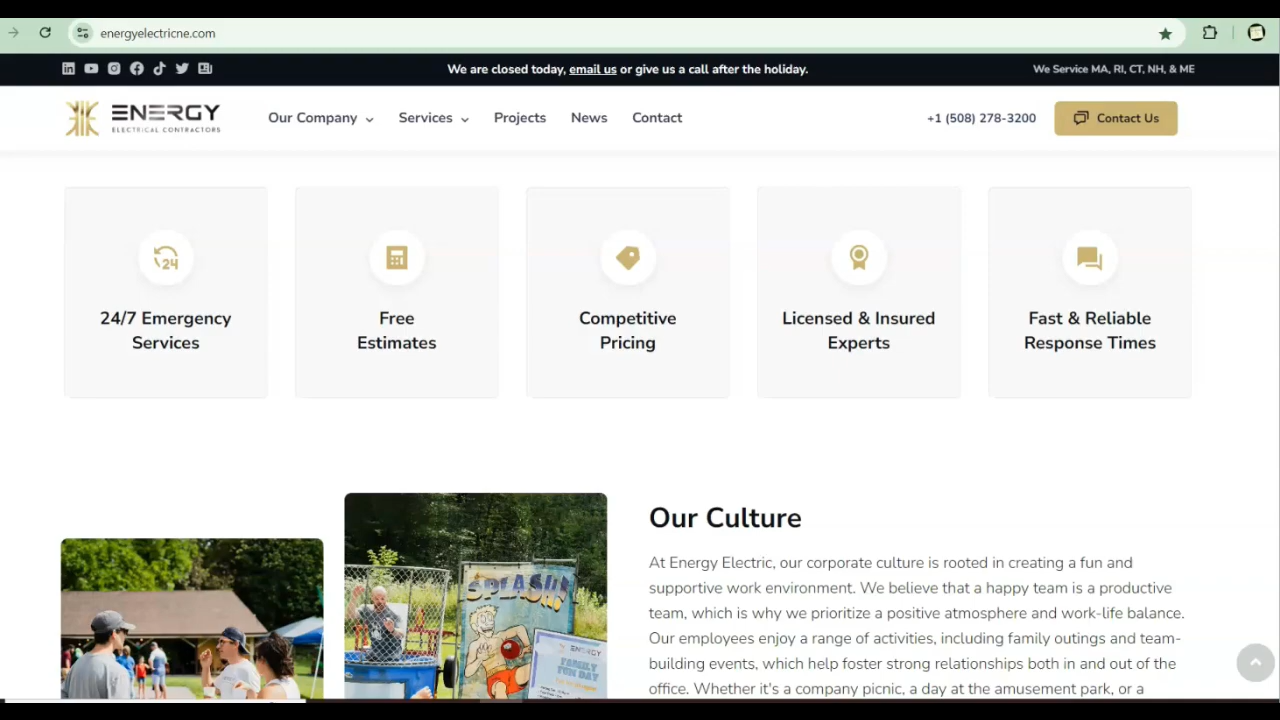 energyelectricne.com
We are closed today, email us or give us a call after the holiday.
We Service MA, RI, CT, NH, & ME
ENERGY
ELECTRICAL CONTRACTORS
Our Company
Services
Projects
News
Contact
+1 (508) 278-3200
Contact Us
24
24/7 Emergency
Services
Free
Estimates
Competitive
Pricing
Licensed & Insured
Experts
Fast & Reliable
Response Times
SPLASH!
ENERGY
FAMILY
FUN DAY
Our Culture
At Energy Electric, our corporate culture is rooted in creating a fun and
supportive work environment. We believe that a happy team is a productive
team, which is why we prioritize a positive atmosphere and work-life balance.
Our employees enjoy a range of activities, including family outings and team-
building events, which help foster strong relationships both in and out of the
office. Whether it's a company picnic, a day at the amusement park, or a